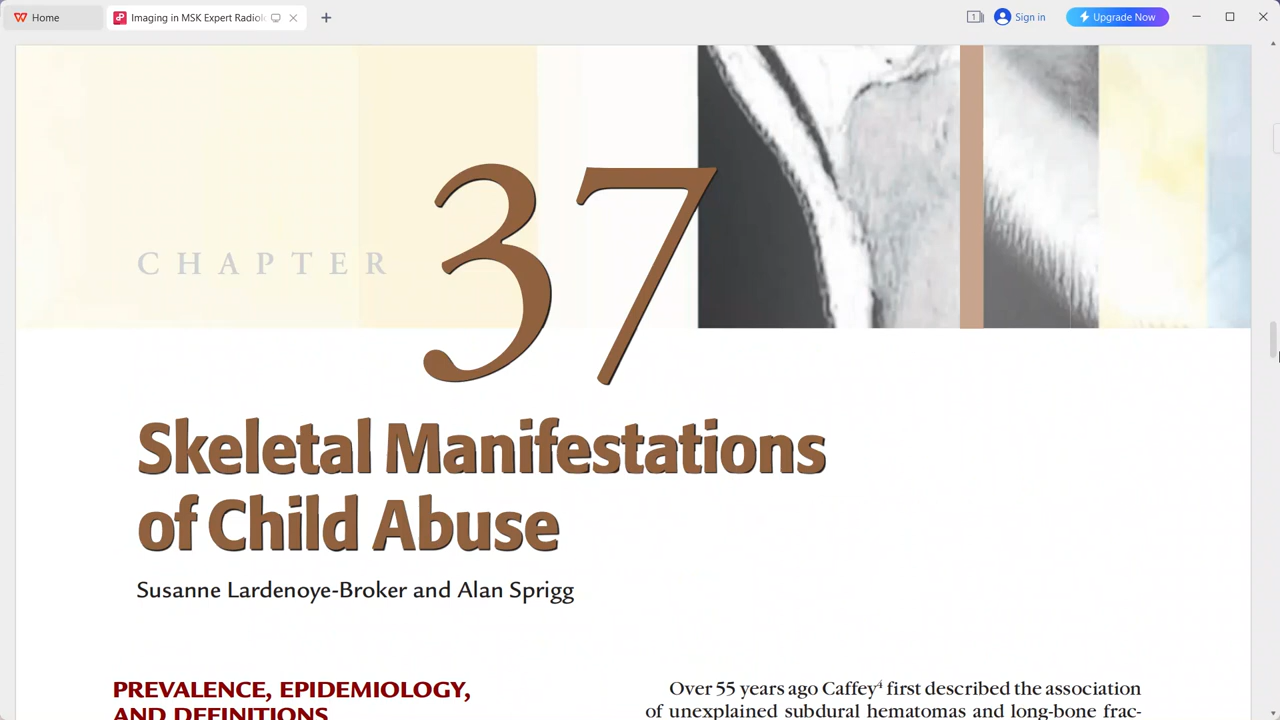 Home
Imaging in MSK Expert Radiolo
1
Sign in
Upgrade Now
CHAPTER
37
Skeletal Manifestations
of Child Abuse
Susanne Lardenoye-Broker and Alan Sprigg
PREVALENCE, EPIDEMIOLOGY,
AND DEFINITIONS
Over 55 years ago Caffey4 first described the association
of unexplained subdural hematomas and long-bone frac-